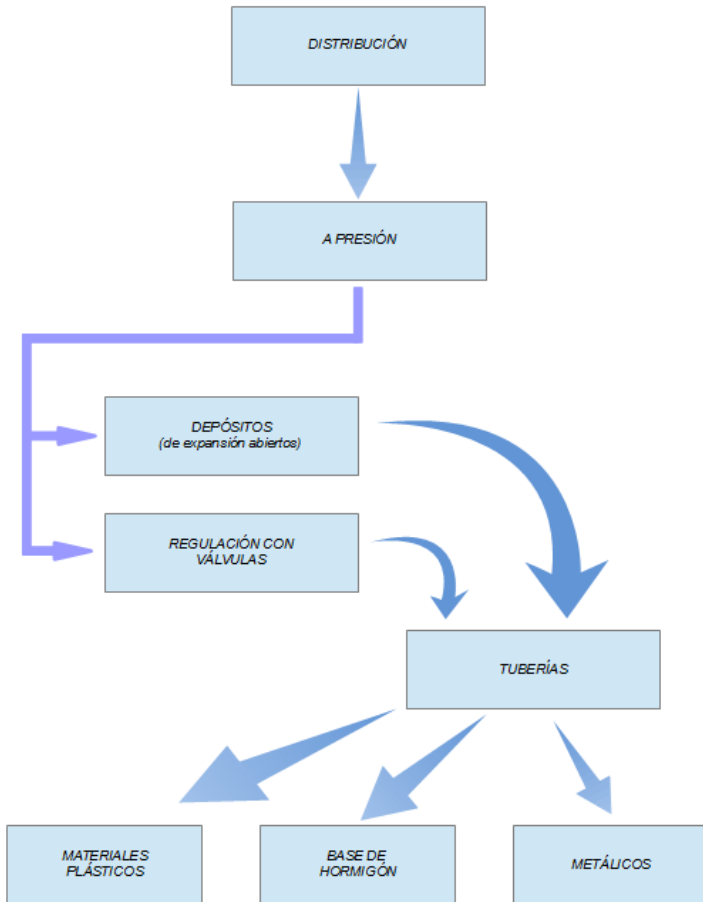 DISTRIBUCIÓN
A PRESIÓN
DEPÓSITOS
(de expansión abiertos)
REGULACIÓN CON
VÁLVULAS
TUBERÍAS
MATERIALES
PLÁSTICOS
BASE DE
HORMIGÓN
METÁLICOS